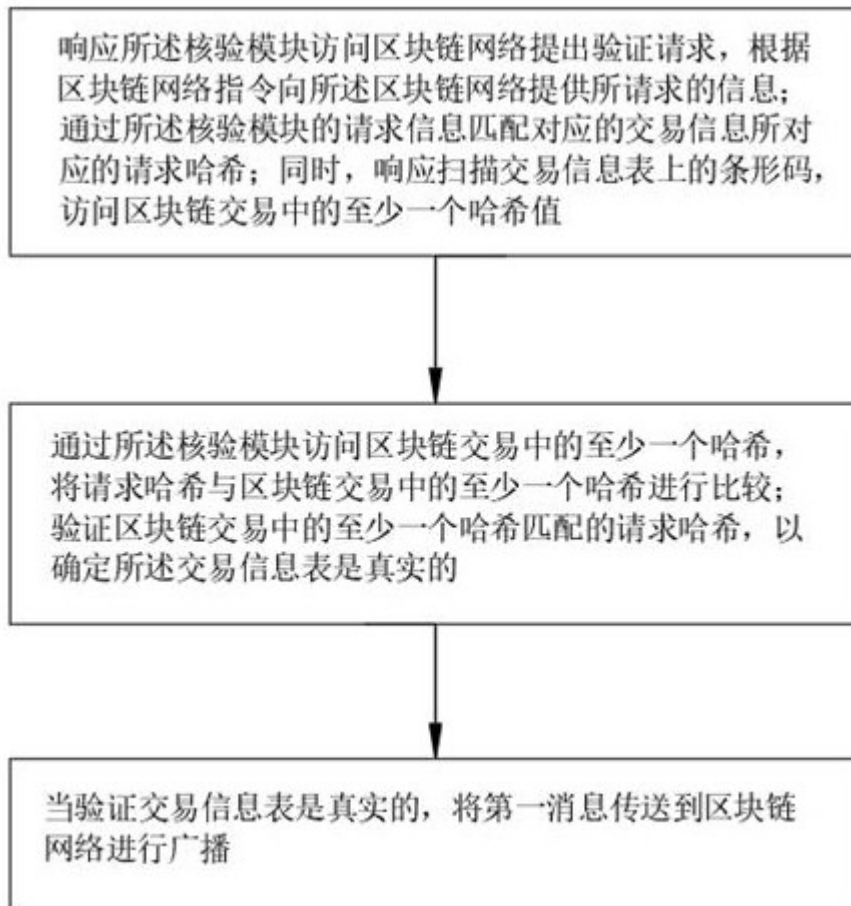 响应所述核验模块访问区块链网络提出验证请求，根据
区块链网络指令向所述区块链网络提供所请求的信息；
通过所述核验模块的请求信息匹配对应的交易信息所对
应的请求哈希；同时，响应扫描交易信息表上的条形码，
访问区块链交易中的至少一个哈希值
通过所述核验模块访问区块链交易中的至少一个哈希，
将请求哈希与区块链交易中的至少一个哈希进行比较；
验证区块链交易中的至少一个哈希匹配的请求哈希，以
确定所述交易信息表是真实的
当验证交易信息表是真实的，将第一消息传送到区块链
网络进行广播